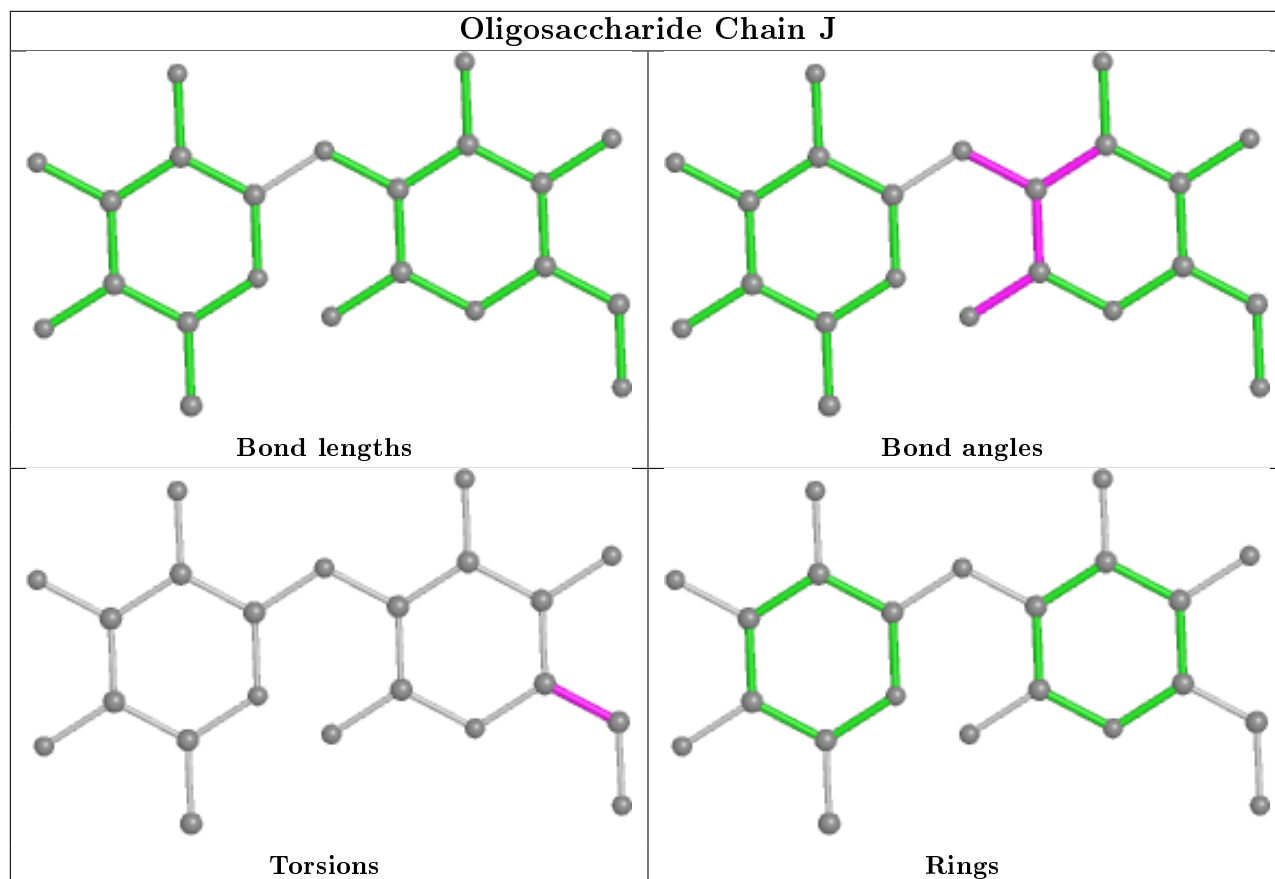 Oligosaccharide Chain J
Bond lengths
Bond angles
Torsions
Rings